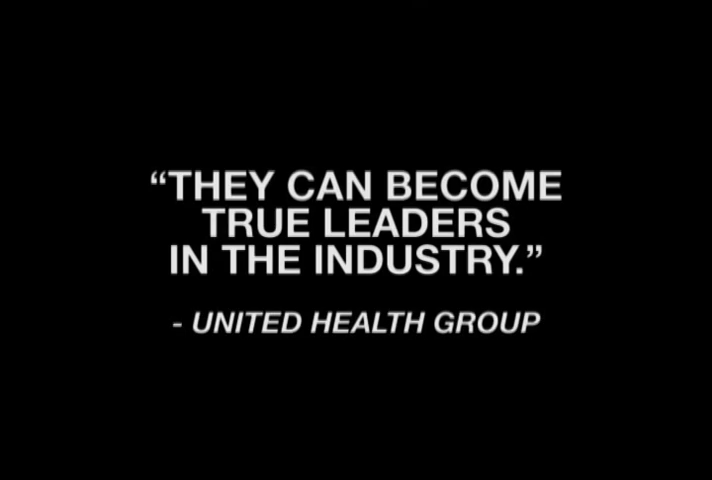 “THEY CAN BECOME
TRUE LEADERS
IN THE INDUSTRY.”
- UNITED HEALTH GROUP